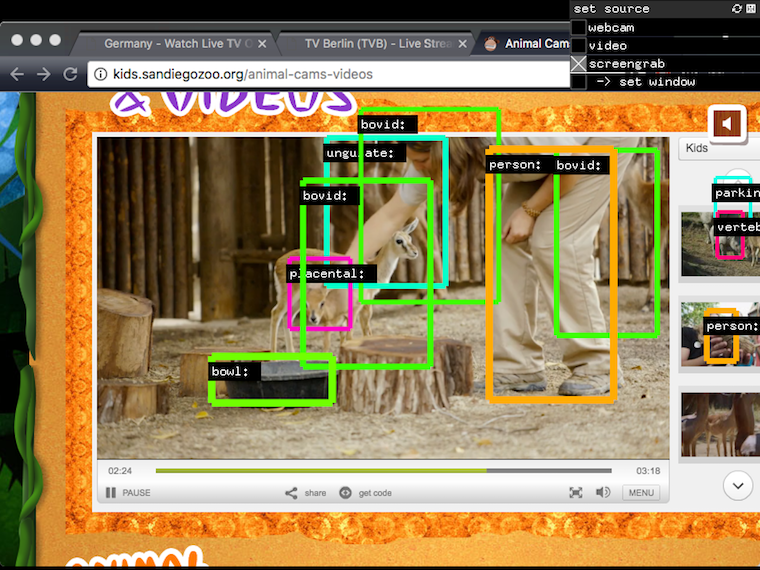 set source
webcam
video
screengrab
-> set window
Germany - Watch Live TV
TV Berlin (TVB) - Live Strea
Animal Cam
kids.sandiegozoo.org/animal-cams-videos
& VIDEOS
bovid:
ungulate:
person:
bovid:
bovid:
placental:
bowl:
Kids
parkin
verteb
person:
02:24
03:18
PAUSE
share
get code
MENU
ANIMAL